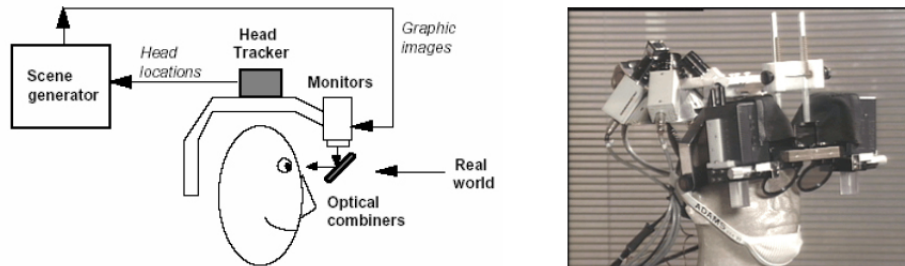 Scene
generator
Head
locations
Head
Tracker
Graphic
images
Monitors
Real
world
Optical
combiners
ADAMS